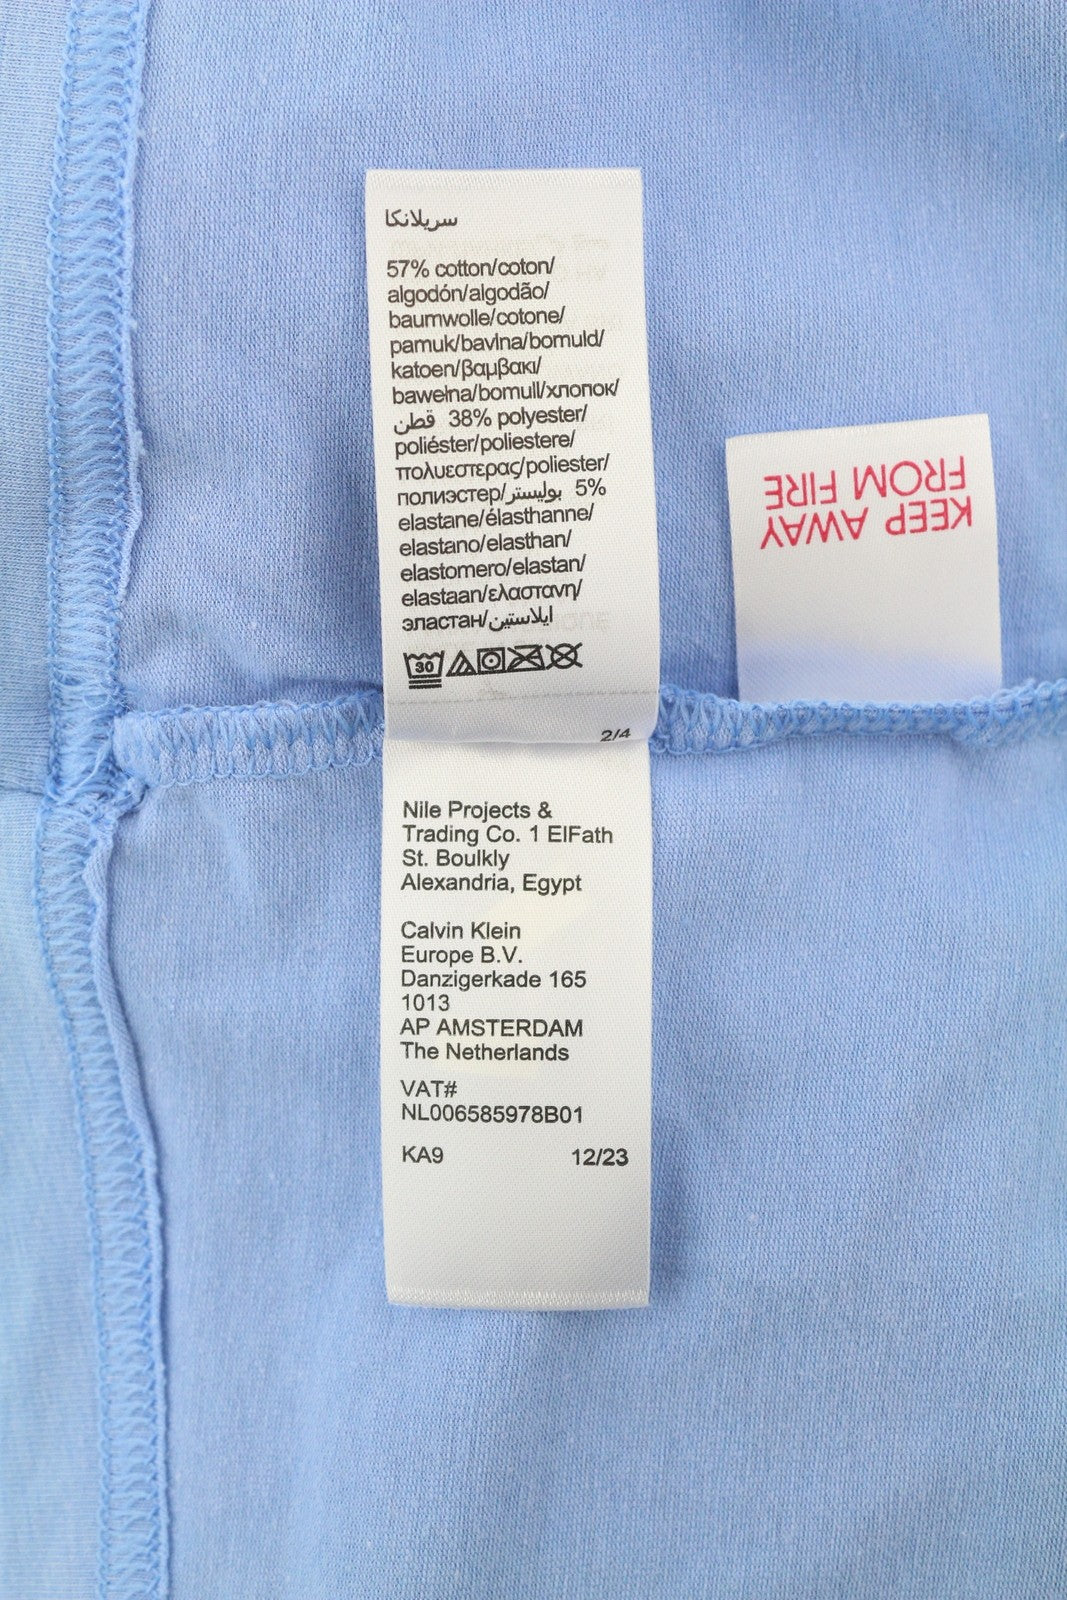 سريلانكا
57% cotton/coton/
algodón/algodão/
baumwolle/cotone/
pamuk/bavlna/bomuld/
katoen/βαμβακι/
bawełna/bomull/хлопок/
قطن 38% polyester/
poliéster/poliestere/
πολυεστερας/poliester/
полиэстер/بوليستر 5%
elastane/élasthanne/
elastano/elasthan/
elastomero/elastan/
elastaan/ελαστανη/
эластан/ايلاستين
30
2/4
Nile Projects &
Trading Co. 1 ElFath
St. Boulkly
Alexandria, Egypt
Calvin Klein
Europe B.V.
Danzigerkade 165
1013
AP AMSTERDAM
The Netherlands
VAT#
NL006585978B01
KA9 12/23
KEEP AWAY
FROM FIRE